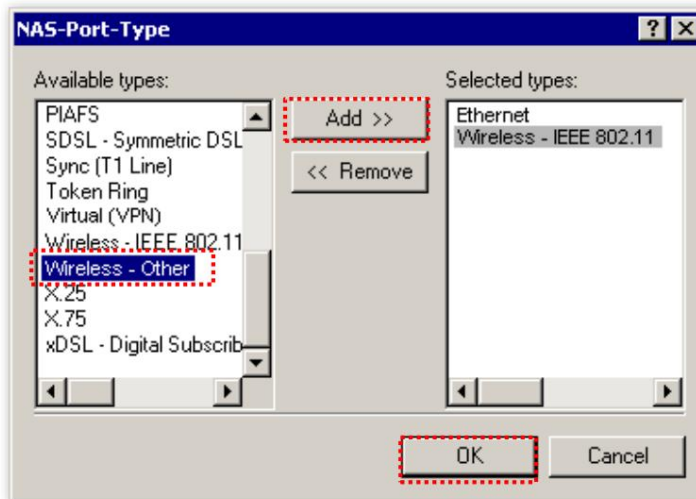 NAS-Port-Type
Available types:
PIAFS
SDSL - Symmetric DSL
Sync (T1 Line)
Token Ring
Virtual (VPN)
Wireless - IEEE 802.11
Wireless - Other
X.25
X.75
xDSL - Digital Subscrib
Add >>
<< Remove
Selected types:
Ethernet
Wireless - IEEE 802.11
OK
Cancel